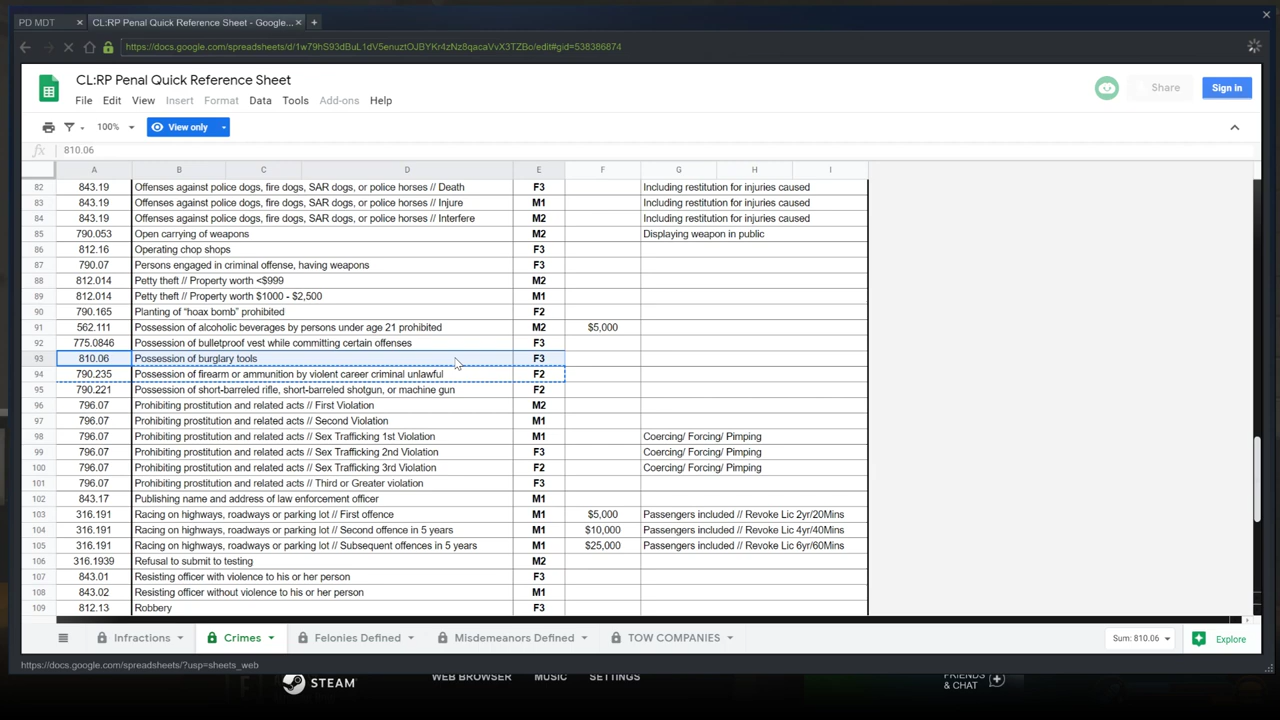 PD MDT × CL:RP Penal Quick Reference Sheet - Google... × +
https://docs.google.com/spreadsheets/d/1w79hS93dBuL1dV5enuztOJBYKr4zNz8qacaVvX3TZBo/edit#gid=538386874
CL:RP Penal Quick Reference Sheet
Share Sign in
File Edit View Insert Format Data Tools Add-ons Help
100% View only
fx 810.06
A B C D E F G H I
82 843.19 Offenses against police dogs, fire dogs, SAR dogs, or police horses // Death F3 Including restitution for injuries caused
83 843.19 Offenses against police dogs, fire dogs, SAR dogs, or police horses // Injure M1 Including restitution for injuries caused
84 843.19 Offenses against police dogs, fire dogs, SAR dogs, or police horses // Interfere M2 Including restitution for injuries caused
85 790.053 Open carrying of weapons M2 Displaying weapon in public
86 812.16 Operating chop shops F3
87 790.07 Persons engaged in criminal offense, having weapons F3
88 812.014 Petty theft // Property worth <$999 M2
89 812.014 Petty theft // Property worth $1000 - $2,500 M1
90 790.165 Planting of “hoax bomb” prohibited F2
91 562.111 Possession of alcoholic beverages by persons under age 21 prohibited M2 $5,000
92 775.0846 Possession of bulletproof vest while committing certain offenses F3
93 810.06 Possession of burglary tools F3
94 790.235 Possession of firearm or ammunition by violent career criminal unlawful F2
95 790.221 Possession of short-barreled rifle, short-barreled shotgun, or machine gun F2
96 796.07 Prohibiting prostitution and related acts // First Violation M2
97 796.07 Prohibiting prostitution and related acts // Second Violation M1
98 796.07 Prohibiting prostitution and related acts // Sex Trafficking 1st Violation M1 Coercing/ Forcing/ Pimping
99 796.07 Prohibiting prostitution and related acts // Sex Trafficking 2nd Violation F3 Coercing/ Forcing/ Pimping
100 796.07 Prohibiting prostitution and related acts // Sex Trafficking 3rd Violation F2 Coercing/ Forcing/ Pimping
101 796.07 Prohibiting prostitution and related acts // Third or Greater violation F3
102 843.17 Publishing name and address of law enforcement officer M1
103 316.191 Racing on highways, roadways or parking lot // First offence M1 $5,000 Passengers included // Revoke Lic 2yr/20Mins
104 316.191 Racing on highways, roadways or parking lot // Second offence in 5 years M1 $10,000 Passengers included // Revoke Lic 4yr/40Mins
105 316.191 Racing on highways, roadways or parking lot // Subsequent offences in 5 years M1 $25,000 Passengers included // Revoke Lic 6yr/60Mins
106 316.1939 Refusal to submit to testing M2
107 843.01 Resisting officer with violence to his or her person F3
108 843.02 Resisting officer without violence to his or her person M1
109 812.13 Robbery F3
Infractions Crimes Felonies Defined Misdemeanors Defined TOW COMPANIES Sum: 810.06 Explore
https://docs.google.com/spreadsheets/?usp=sheets_web
STEAM WEB BROWSER MUSIC SETTINGS FRIENDS
& CHAT